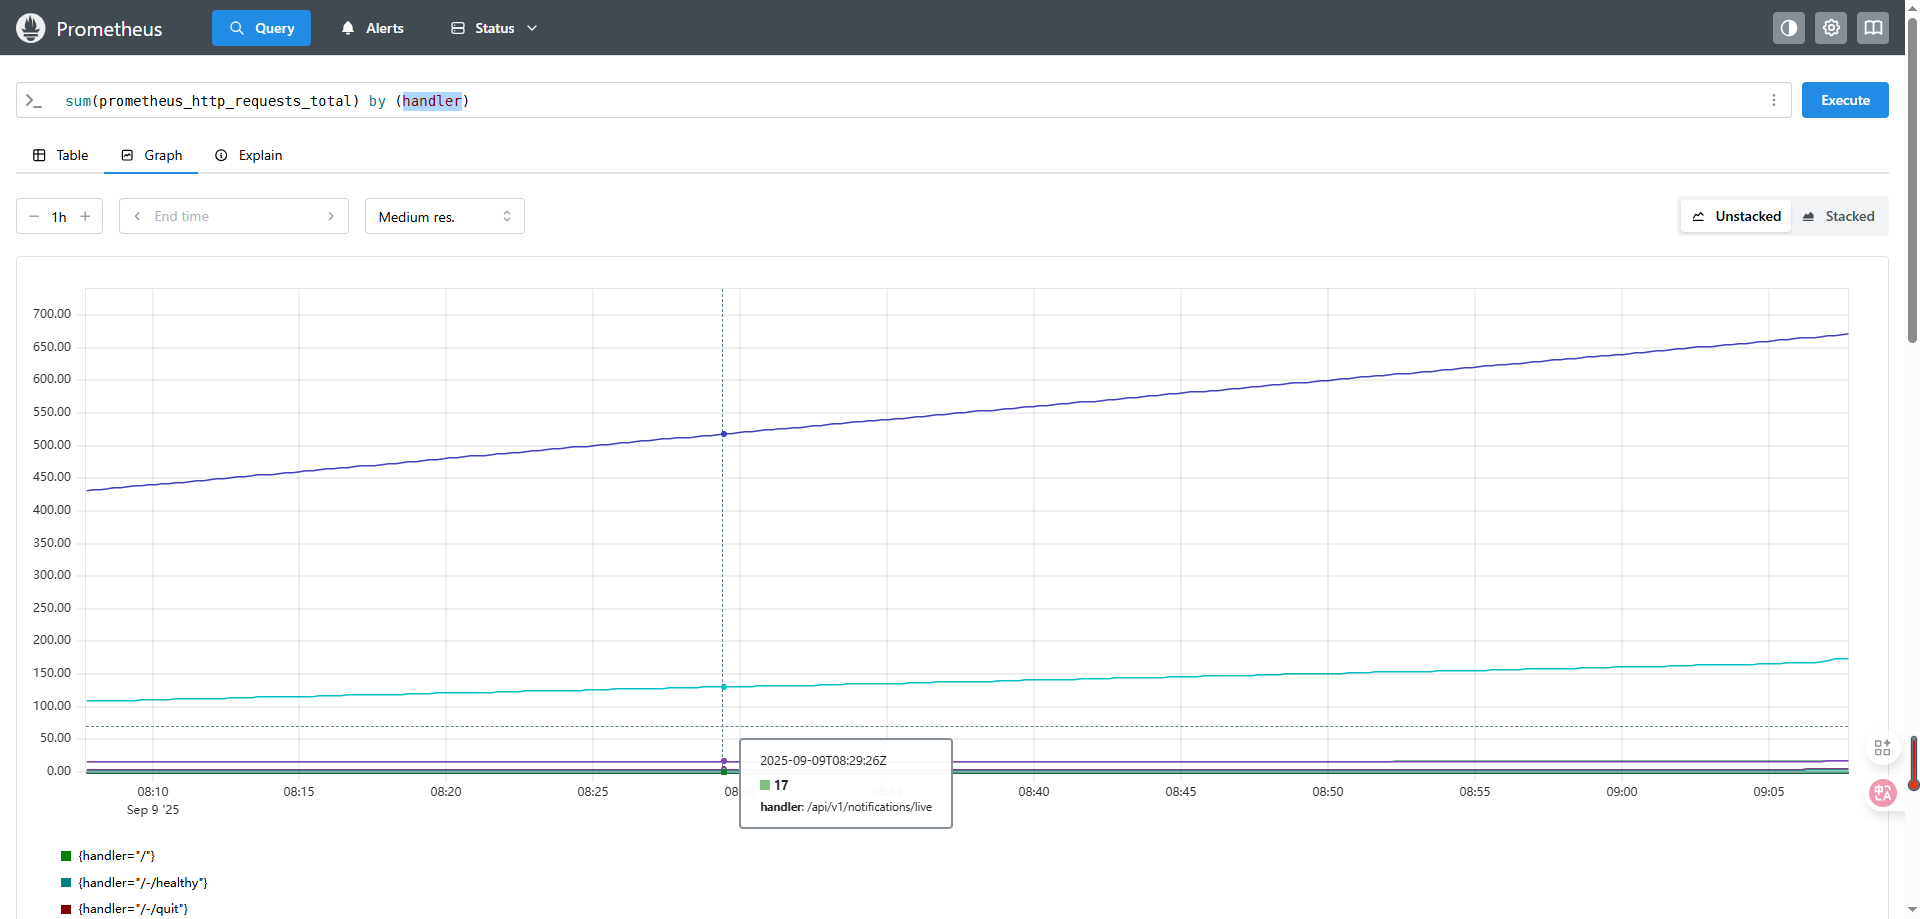 Prometheus Query Alerts Status
sum(prometheus_http_requests_total) by (handler)
Execute
Table Graph Explain
1h End time Medium res. Unstacked Stacked
700.00
650.00
600.00
550.00
500.00
450.00
400.00
350.00
300.00
250.00
200.00
150.00
100.00
50.00
0.00
2025-09-09T08:29:26Z
17
handler: /api/v1/notifications/live
08:10 08:15 08:20 08:25 08:40 08:45 08:50 08:55 09:00 09:05
Sep 9 '25
{handler="/"}
{handler="/-/healthy"}
{handler="/-/quit"}